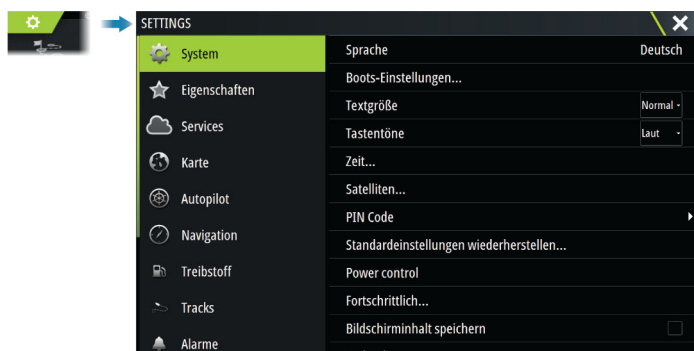 SETTINGS
System
Eigenschaften
Services
Karte
Autopilot
Navigation
Treibstoff
Tracks
Alarme
Sprache Deutsch
Boots-Einstellungen...
Textgröße Normal
Tastentöne Laut
Zeit...
Satelliten...
PIN Code
Standardeinstellungen wiederherstellen...
Power control
Fortschrittlich...
Bildschirminhalt speichern